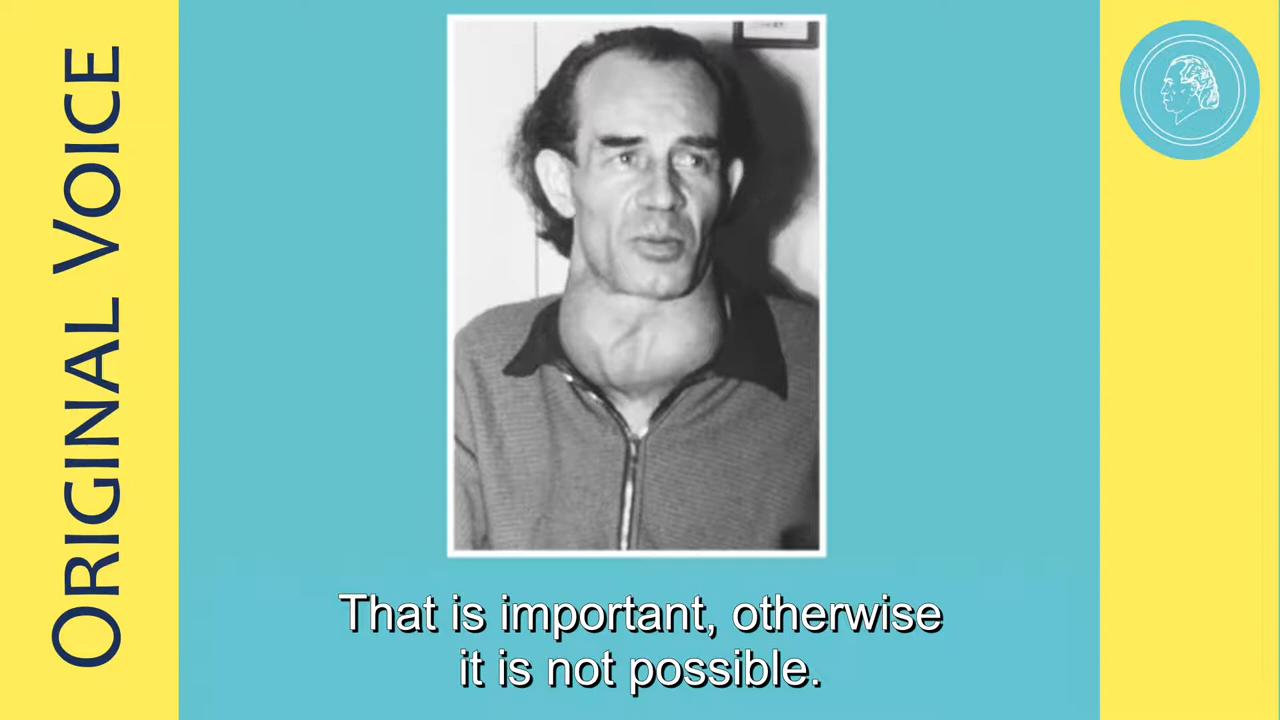 ORIGINAL VOICE
That is important, otherwise
it is not possible.